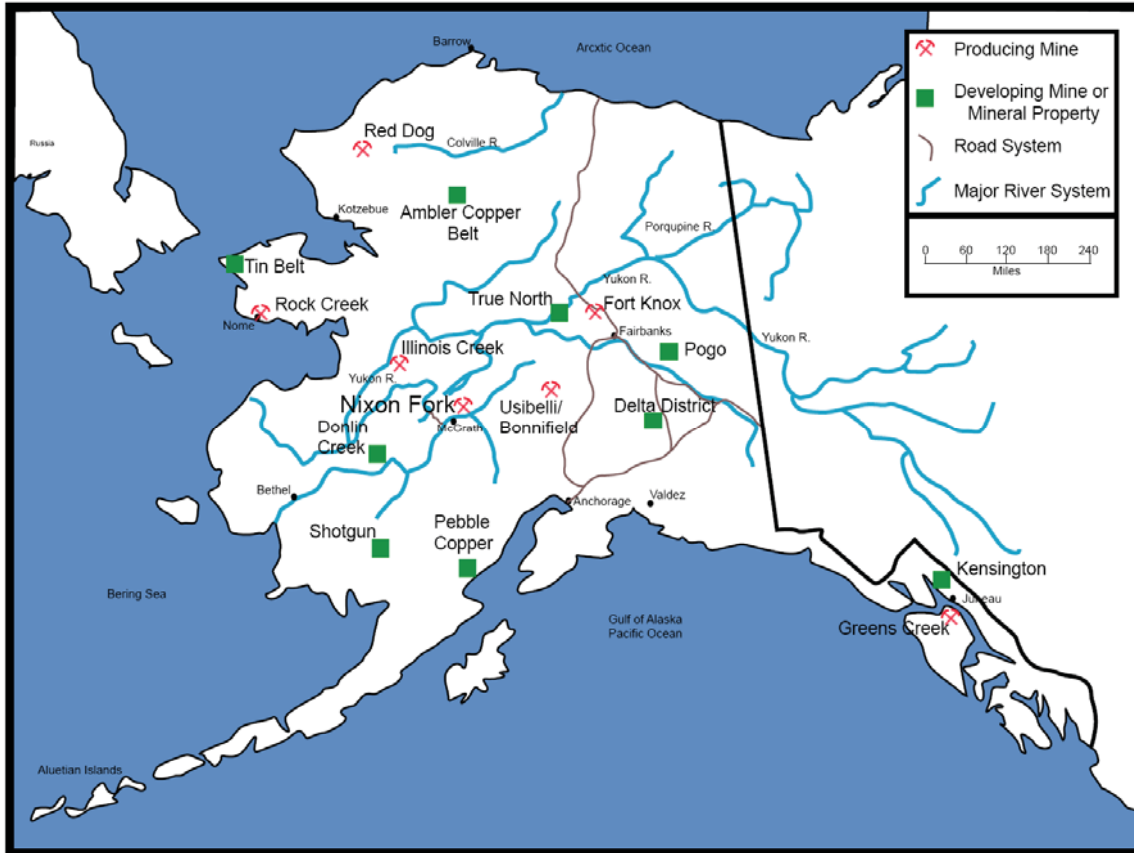 Barrow
Arcxtic Ocean
Producing Mine
Developing Mine or
Mineral Property
Road System
Major River System
0 60 120 180 240
Miles
Russia
Red Dog
Colville R.
Kotzebue
Ambler Copper
Belt
Porqupine R.
Tin Belt
Rock Creek
Nome
True North
Yukon R.
Fort Knox
Fairbanks
Yukon R.
Illinois Creek
Pogo
Yukon R.
Nixon Fork
McGrath
Usibelli/
Bonnifield
Delta District
Donlin
Creek
Bethel
Anchorage
Valdez
Shotgun
Pebble
Copper
Kensington
Juneau
Greens Creek
Bering Sea
Gulf of Alaska
Pacific Ocean
Aluetian Islands